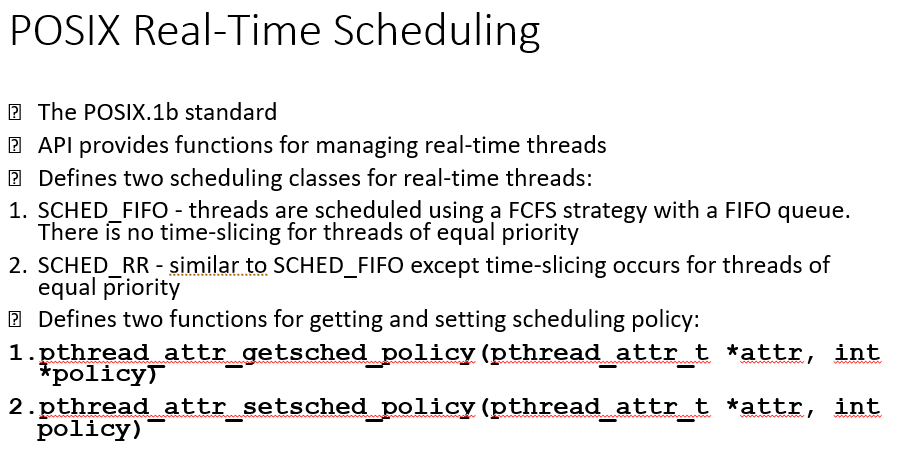 POSIX Real-Time Scheduling
The POSIX.1b standard
API provides functions for managing real-time threads
Defines two scheduling classes for real-time threads:
1. SCHED_FIFO - threads are scheduled using a FCFS strategy with a FIFO queue.
There is no time-slicing for threads of equal priority
2. SCHED_RR - similar to SCHED_FIFO except time-slicing occurs for threads of
equal priority
Defines two functions for getting and setting scheduling policy:
1.pthread_attr_getsched_policy(pthread_attr_t *attr, int
*policy)
2.pthread_attr_setsched_policy(pthread_attr_t *attr, int
policy)